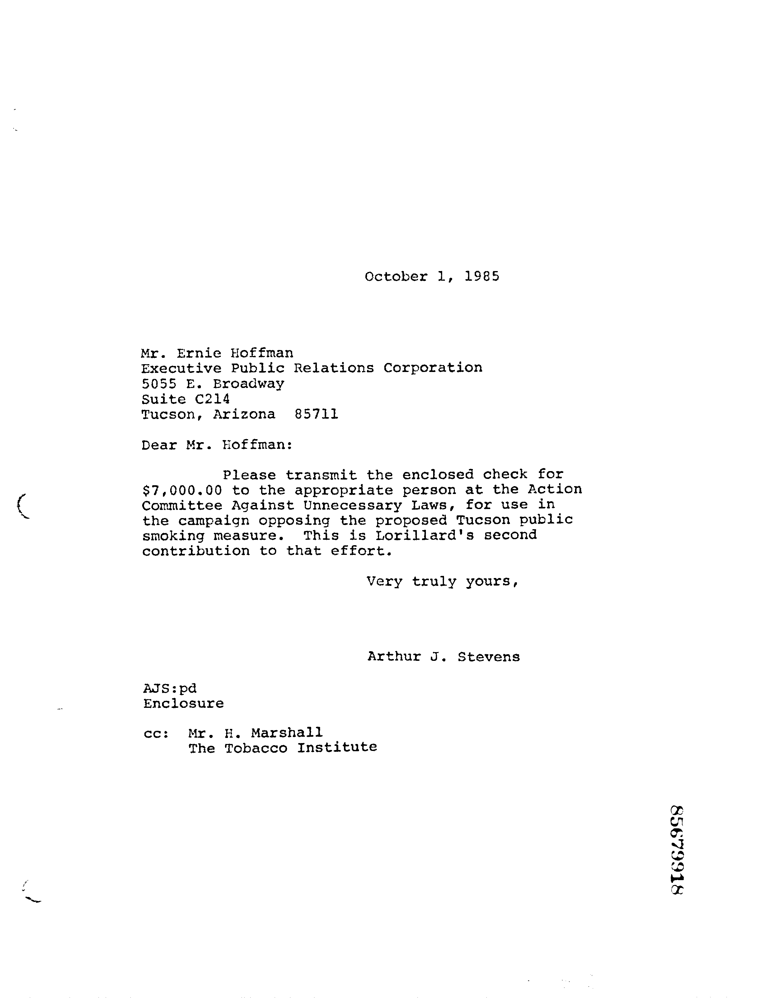 October 1, 1985
Mr. Ernie Hoffman
Executive Public Relations Corporation
5055 E. Broadway
Suite C214
Tucson, Arizona 85711
Dear Mr. Hoffman:
Please transmit the enclosed check for
$7,000.00 to the appropriate person at the Action
Committee Against Unnecessary Laws, for use in
the campaign opposing the proposed Tucson public
smoking measure. This is Lorillard's second
contribution to that effort.
Very truly yours,
Arthur J. Stevens
AJS:pd
Enclosure
cc: Mr. H. Marshall
The Tobacco Institute
85679918